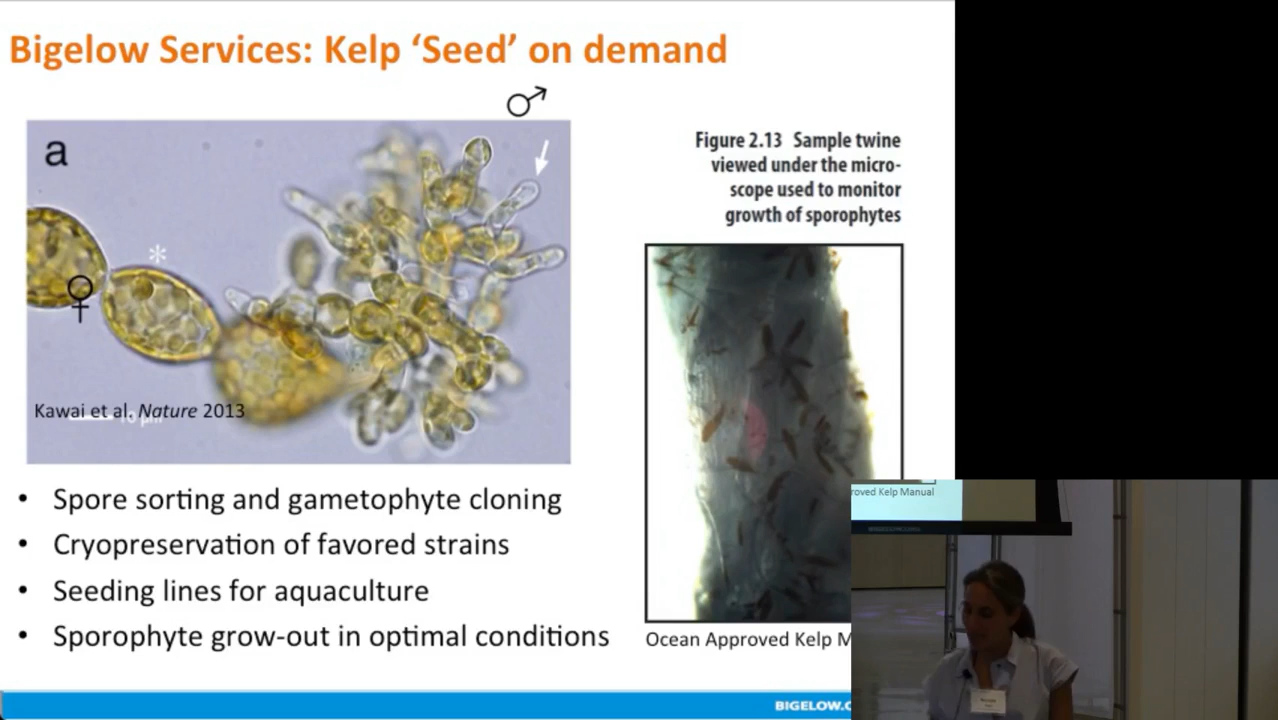 Bigelow Services: Kelp ‘Seed’ on demand
a
Figure 2.13 Sample twine
viewed under the micro-
scope used to monitor
growth of sporophytes
*
Kawai et al. Nature 2013
10 µm
• Spore sorting and gametophyte cloning
• Cryopreservation of favored strains
• Seeding lines for aquaculture
• Sporophyte grow-out in optimal conditions
Ocean Approved Kelp M
roved Kelp Manual
BIGELOW.